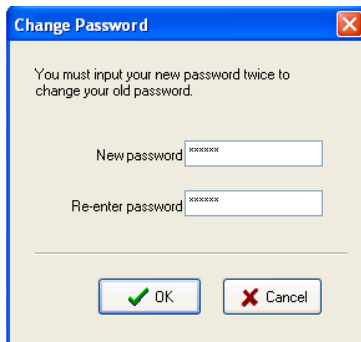 Change Password
You must input your new password twice to
change your old password.
New password ******
Re-enter password ******
OK Cancel